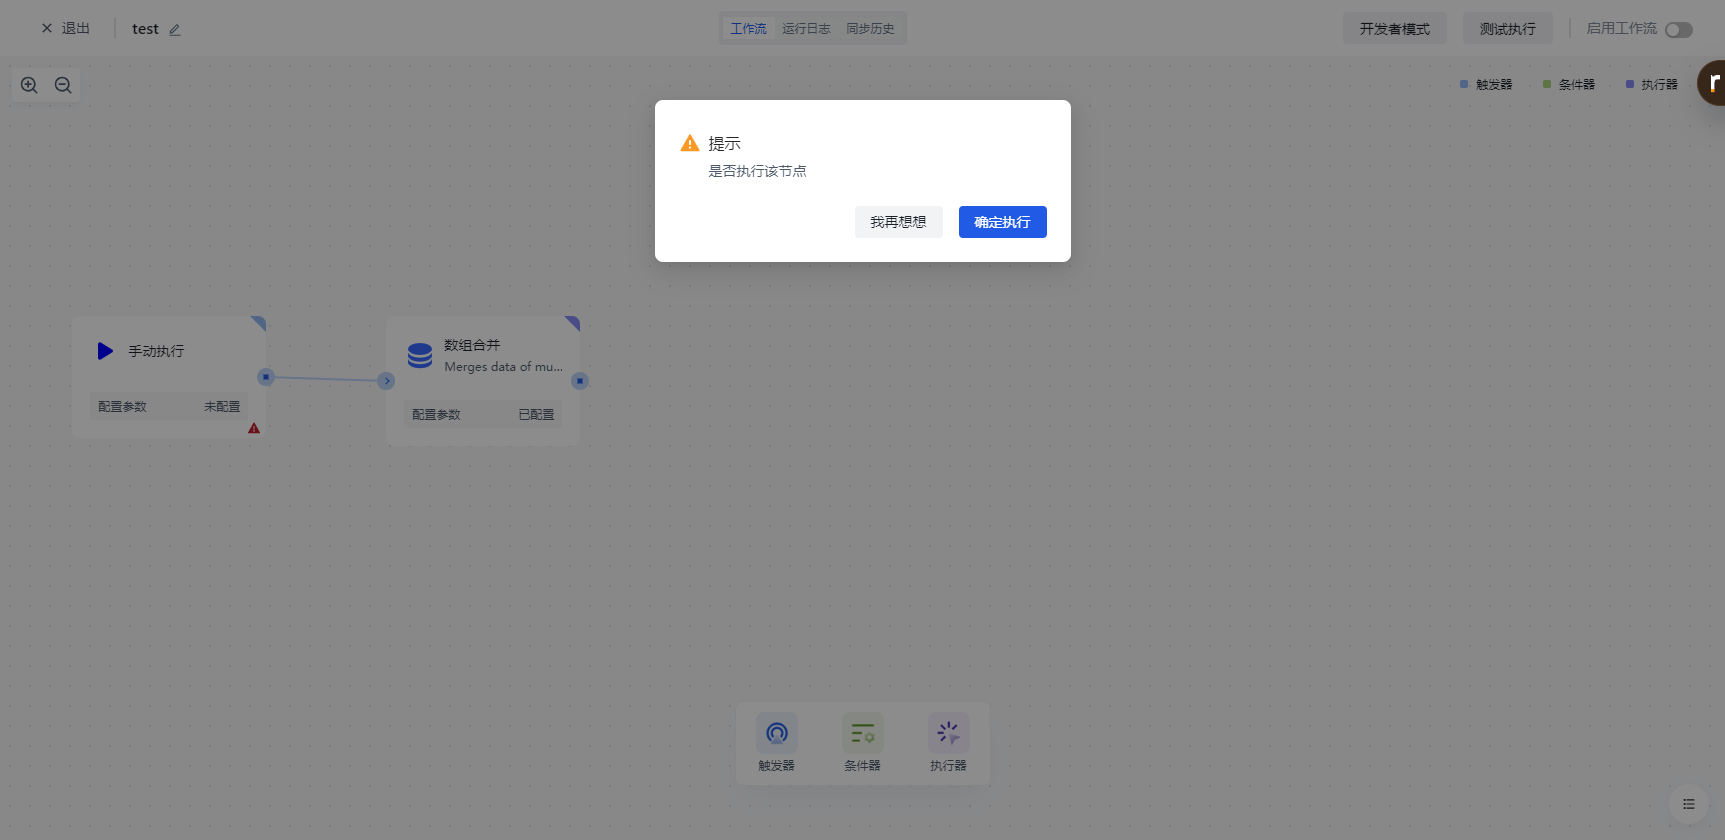 退出
test
工作流 运行日志 同步历史
开发者模式
测试执行
启用工作流
触发器
条件器
执行器
r
提示
是否执行该节点
我再想想
确定执行
手动执行
配置参数 未配置
数组合并
Merges data of mu...
配置参数 已配置
触发器
条件器
执行器